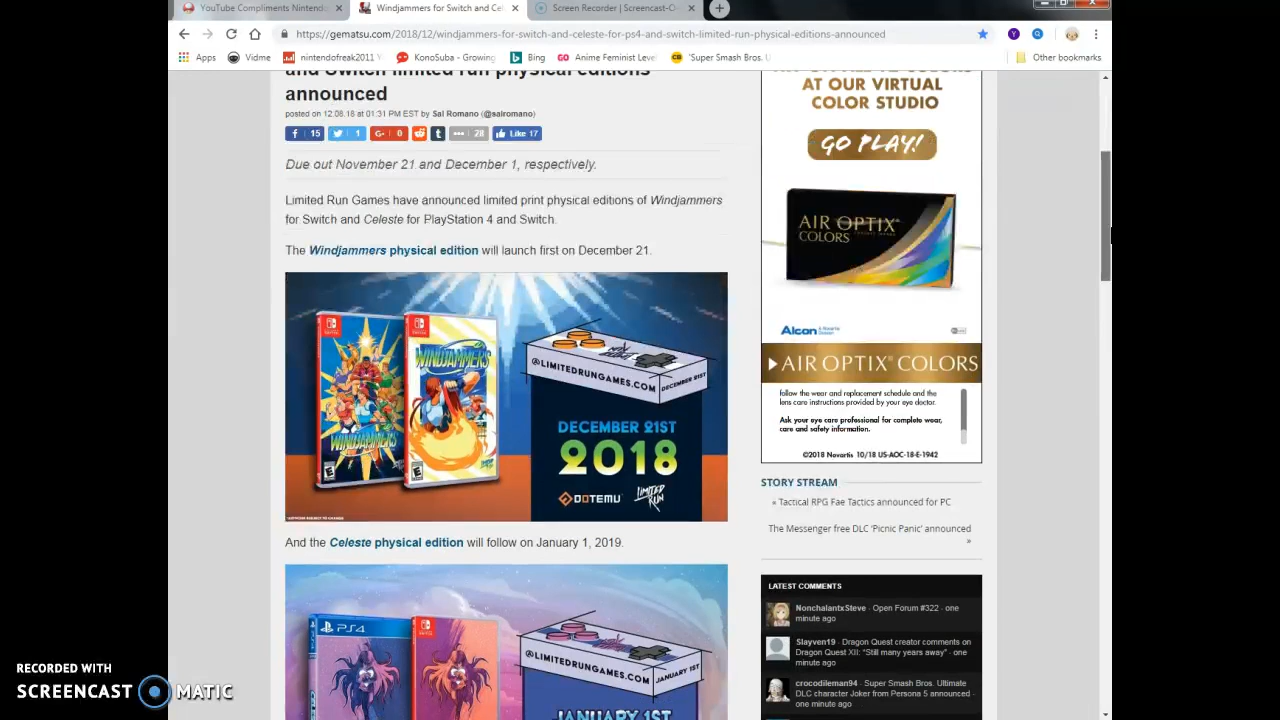 YouTube Compliments Nintendo
Windjammers for Switch and Cel
Screen Recorder | Screencast-O-
https://gematsu.com/2018/12/windjammers-for-switch-and-celeste-for-ps4-and-switch-limited-run-physical-editions-announced
Apps
Vidme
nintendofreak2011 Y
KonoSuba - Growing
Bing
Anime Feminist Level
'Super Smash Bros. U
Other bookmarks
and Switch limited run physical editions
announced
posted on 12.08.18 at 01:31 PM EST by Sal Romano (@salromano)
15
1
0
28
Like 17
Due out November 21 and December 1, respectively.
Limited Run Games have announced limited print physical editions of Windjammers
for Switch and Celeste for PlayStation 4 and Switch.
The Windjammers physical edition will launch first on December 21.
WINDJAMMERS
WINDJAMMERS
@LIMITEDRUNGAMES.COM
DECEMBER 21ST
DECEMBER 21ST
2018
DOTEMU
LIMITED
RUN
And the Celeste physical edition will follow on January 1, 2019.
PS4
@LIMITEDRUNGAMES.COM
JANUARY 1ST
JANUARY 1ST
AT OUR VIRTUAL
COLOR STUDIO
GO PLAY!
AIR OPTIX
COLORS
Alcon
AIR OPTIX® COLORS
follow the wear and replacement schedule and the
lens care instructions provided by your eye doctor.
Ask your eye care professional for complete wear,
care and safety information.
©2018 Novartis 10/18 US-AOC-18-E-1942
STORY STREAM
« Tactical RPG Fae Tactics announced for PC
The Messenger free DLC 'Picnic Panic' announced
»
LATEST COMMENTS
NonchalantxSteve - Open Forum #322 - one
minute ago
Slayven19 - Dragon Quest creator comments on
Dragon Quest XII: "Still many years away" - one
minute ago
crocodileman94 - Super Smash Bros. Ultimate
DLC character Joker from Persona 5 announced -
one minute ago
RECORDED WITH
SCREENCAST MATIC